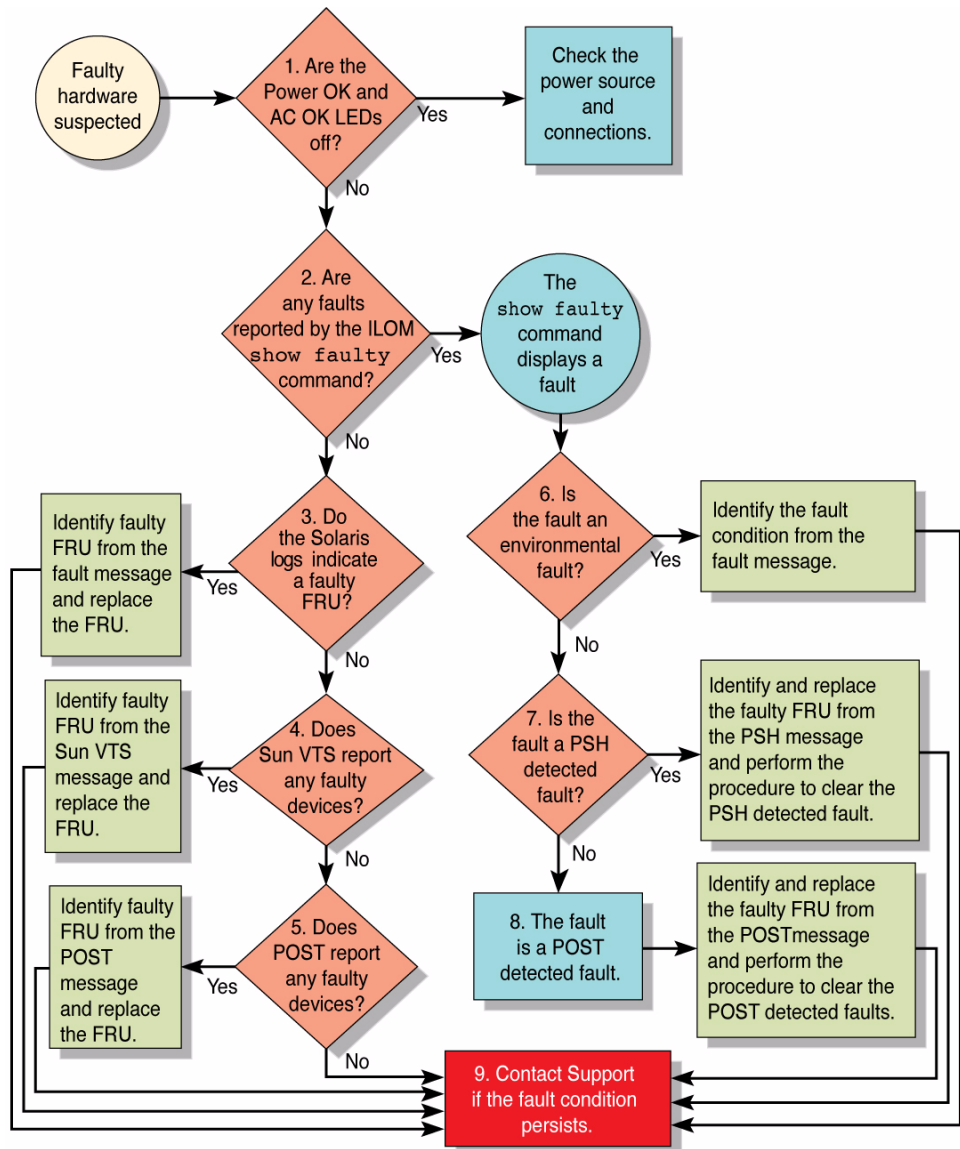 Faulty
hardware
suspected
1. Are the
Power OK and
AC OK LEDs
off?
Yes
Check the
power source
and
connections.
No
2. Are
any faults
reported by the ILOM
show faulty
command?
Yes
The
show faulty
command
displays a
fault
No
3. Do
the Solaris
logs indicate
a faulty
FRU?
Yes
Identify faulty
FRU from the
fault message
and replace
the FRU.
6. Is
the fault an
environmental
fault?
Yes
Identify the fault
condition from the
fault message.
No
No
4. Does
Sun VTS report
any faulty
devices?
Yes
Identify faulty
FRU from the
Sun VTS
message and
replace the
FRU.
7. Is the
fault a PSH
detected
fault?
Yes
Identify and replace
the faulty FRU from
the PSH message
and perform the
procedure to clear the
PSH detected fault.
No
No
5. Does
POST report
any faulty
devices?
Yes
Identify faulty
FRU from the
POST
message
and replace
the FRU.
8. The fault
is a POST
detected fault.
Identify and replace
the faulty FRU from
the POSTmessage
and perform the
procedure to clear the
POST detected faults.
No
9. Contact Support
if the fault condition
persists.